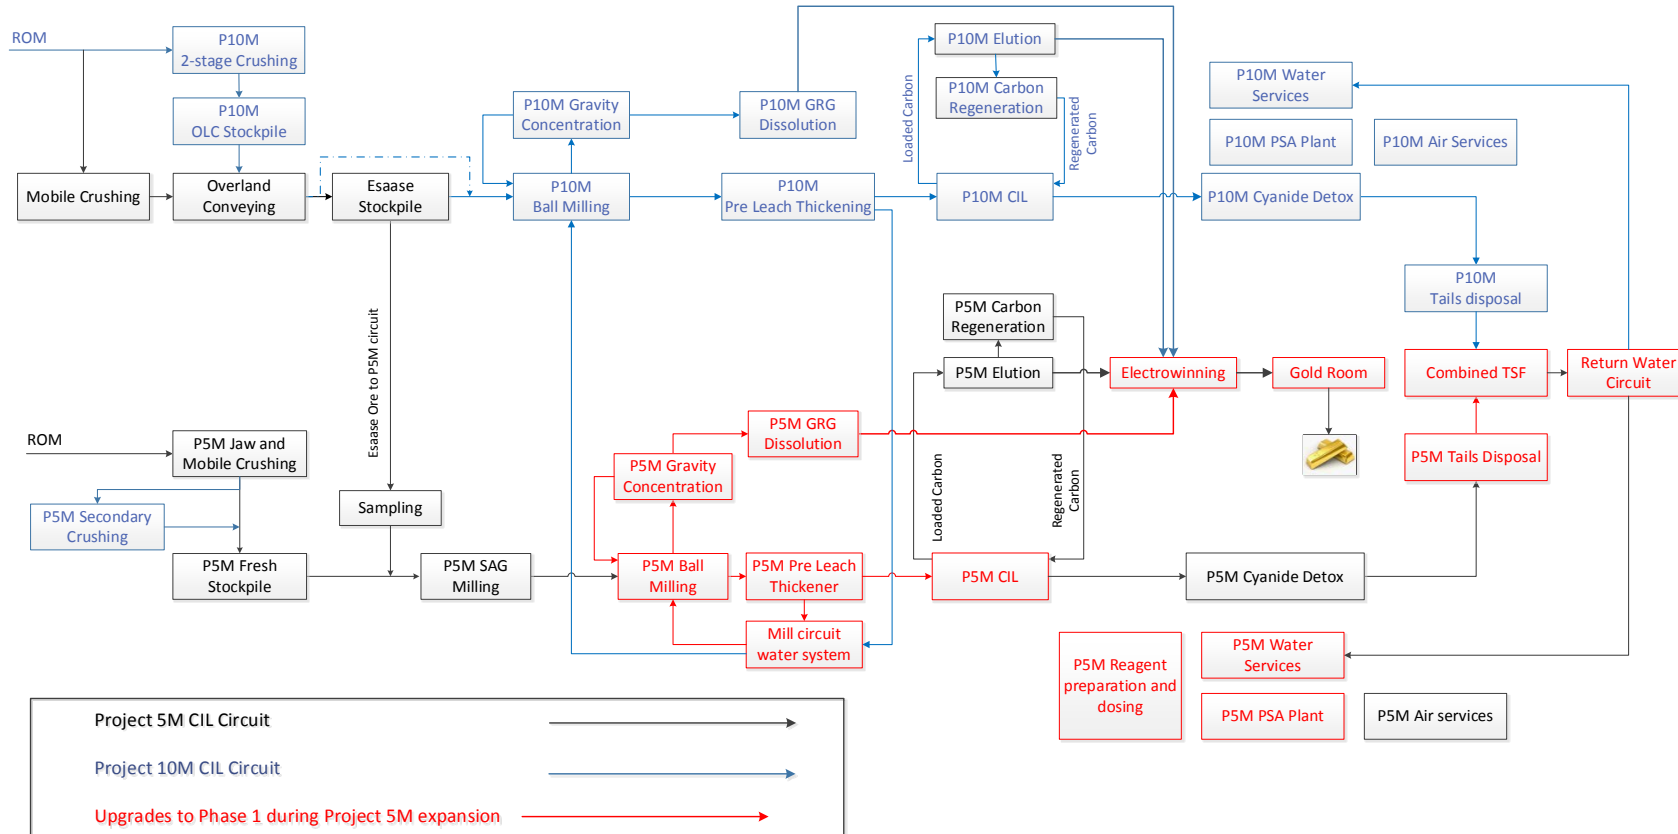 ROM
P10M
2-stage Crushing
P10M
OLC Stockpile
Mobile Crushing
Overland
Conveying
Esaase
Stockpile
P10M Gravity
Concentration
P10M GRG
Dissolution
P10M
Ball Milling
P10M
Pre Leach Thickening
P10M Elution
P10M Carbon
Regeneration
Loaded Carbon
Regenerated
Carbon
P10M CIL
P10M Water
Services
P10M PSA Plant
P10M Air Services
P10M Cyanide Detox
P10M
Tails disposal
Esaase Ore to P5M circuit
P5M Carbon
Regeneration
P5M Elution
Electrowinning
Gold Room
Combined TSF
Return Water
Circuit
ROM
P5M Jaw and
Mobile Crushing
P5M Secondary
Crushing
P5M Fresh
Stockpile
Sampling
P5M SAG
Milling
P5M GRG
Dissolution
P5M Gravity
Concentration
P5M Ball
Milling
P5M Pre Leach
Thickener
Mill circuit
water system
Loaded Carbon
Regenerated
Carbon
P5M CIL
P5M Tails Disposal
P5M Cyanide Detox
P5M Reagent
preparation and
dosing
P5M Water
Services
P5M PSA Plant
P5M Air services
Project 5M CIL Circuit
Project 10M CIL Circuit
Upgrades to Phase 1 during Project 5M expansion